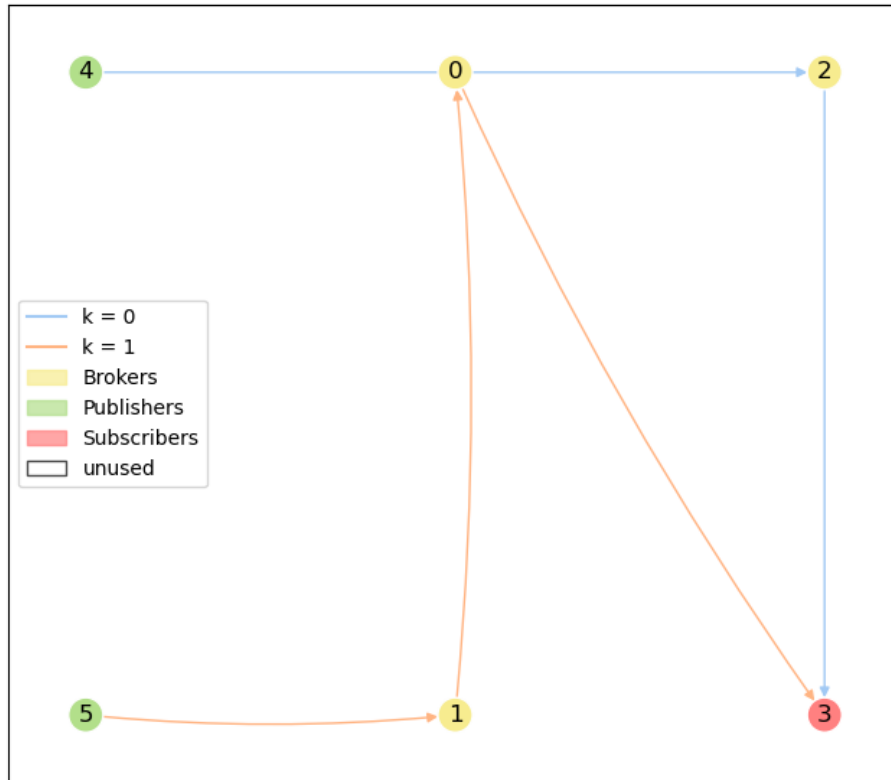 4 0 2
k = 0
k = 1
Brokers
Publishers
Subscribers
unused
5 1 3